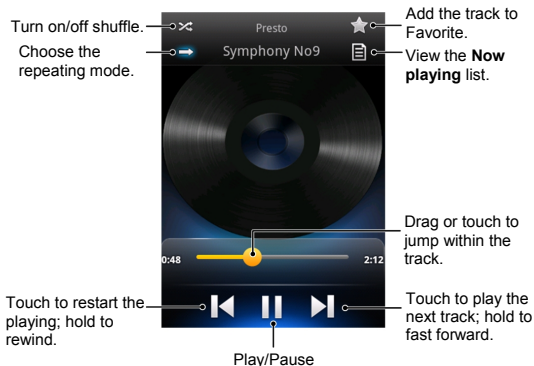 Turn on/off shuffle.
Choose the
repeating mode.
Presto
Symphony No9
Add the track to
Favorite.
View the Now
playing list.
Drag or touch to
jump within the
track.
0:48
2:12
Touch to restart the
playing; hold to
rewind.
Touch to play the
next track; hold to
fast forward.
Play/Pause